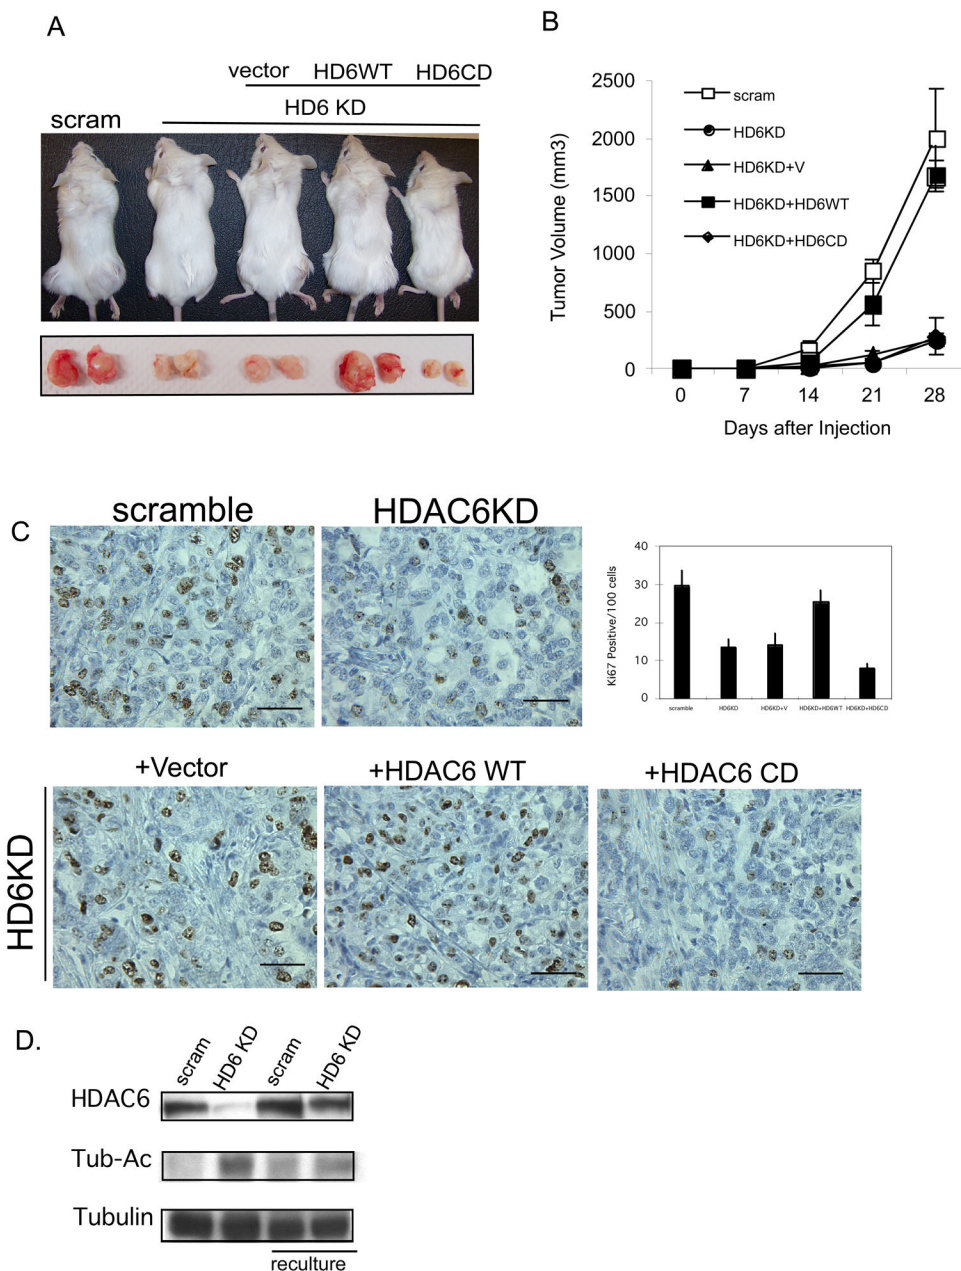 A
vector HD6WT HD6CD
HD6 KD
scram
B
2500
2000
1500
1000
500
0
Tumor Volume (mm3)
scram
HD6KD
HD6KD+V
HD6KD+HD6WT
HD6KD+HD6CD
0 7 14 21 28
Days after Injection
C
scramble HDAC6KD
40
30
20
10
0
Ki67 Positive/100 cells
scramble HD6KD HD6KD+V HD6KD+HD6WT HD6KD+HD6CD
+Vector +HDAC6 WT +HDAC6 CD
HD6KD
D.
scram HD6 KD scram HD6 KD
HDAC6
Tub-Ac
Tubulin
reculture